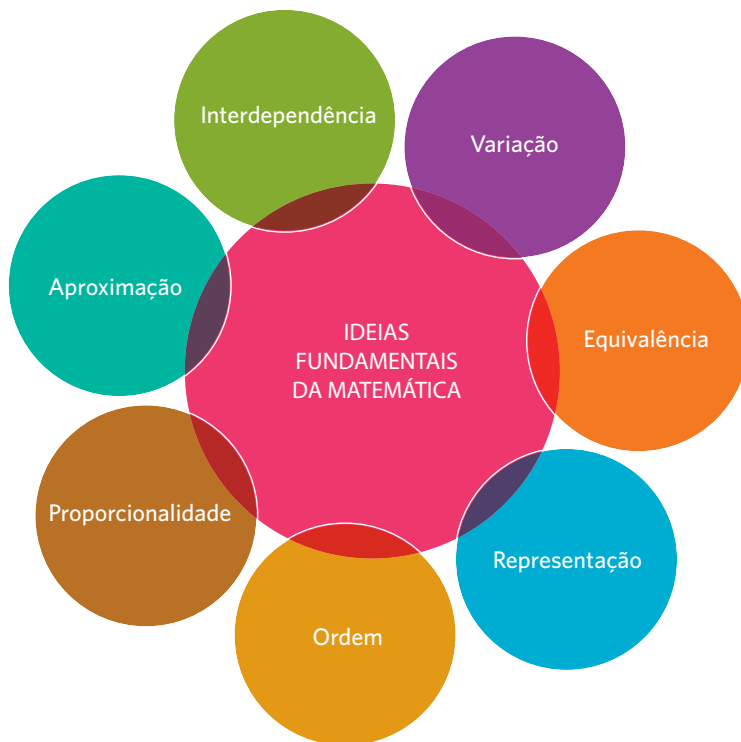 Interdependência
Variação
Aproximação
IDEIAS
FUNDAMENTAIS
DA MATEMÁTICA
Equivalência
Proporcionalidade
Representação
Ordem